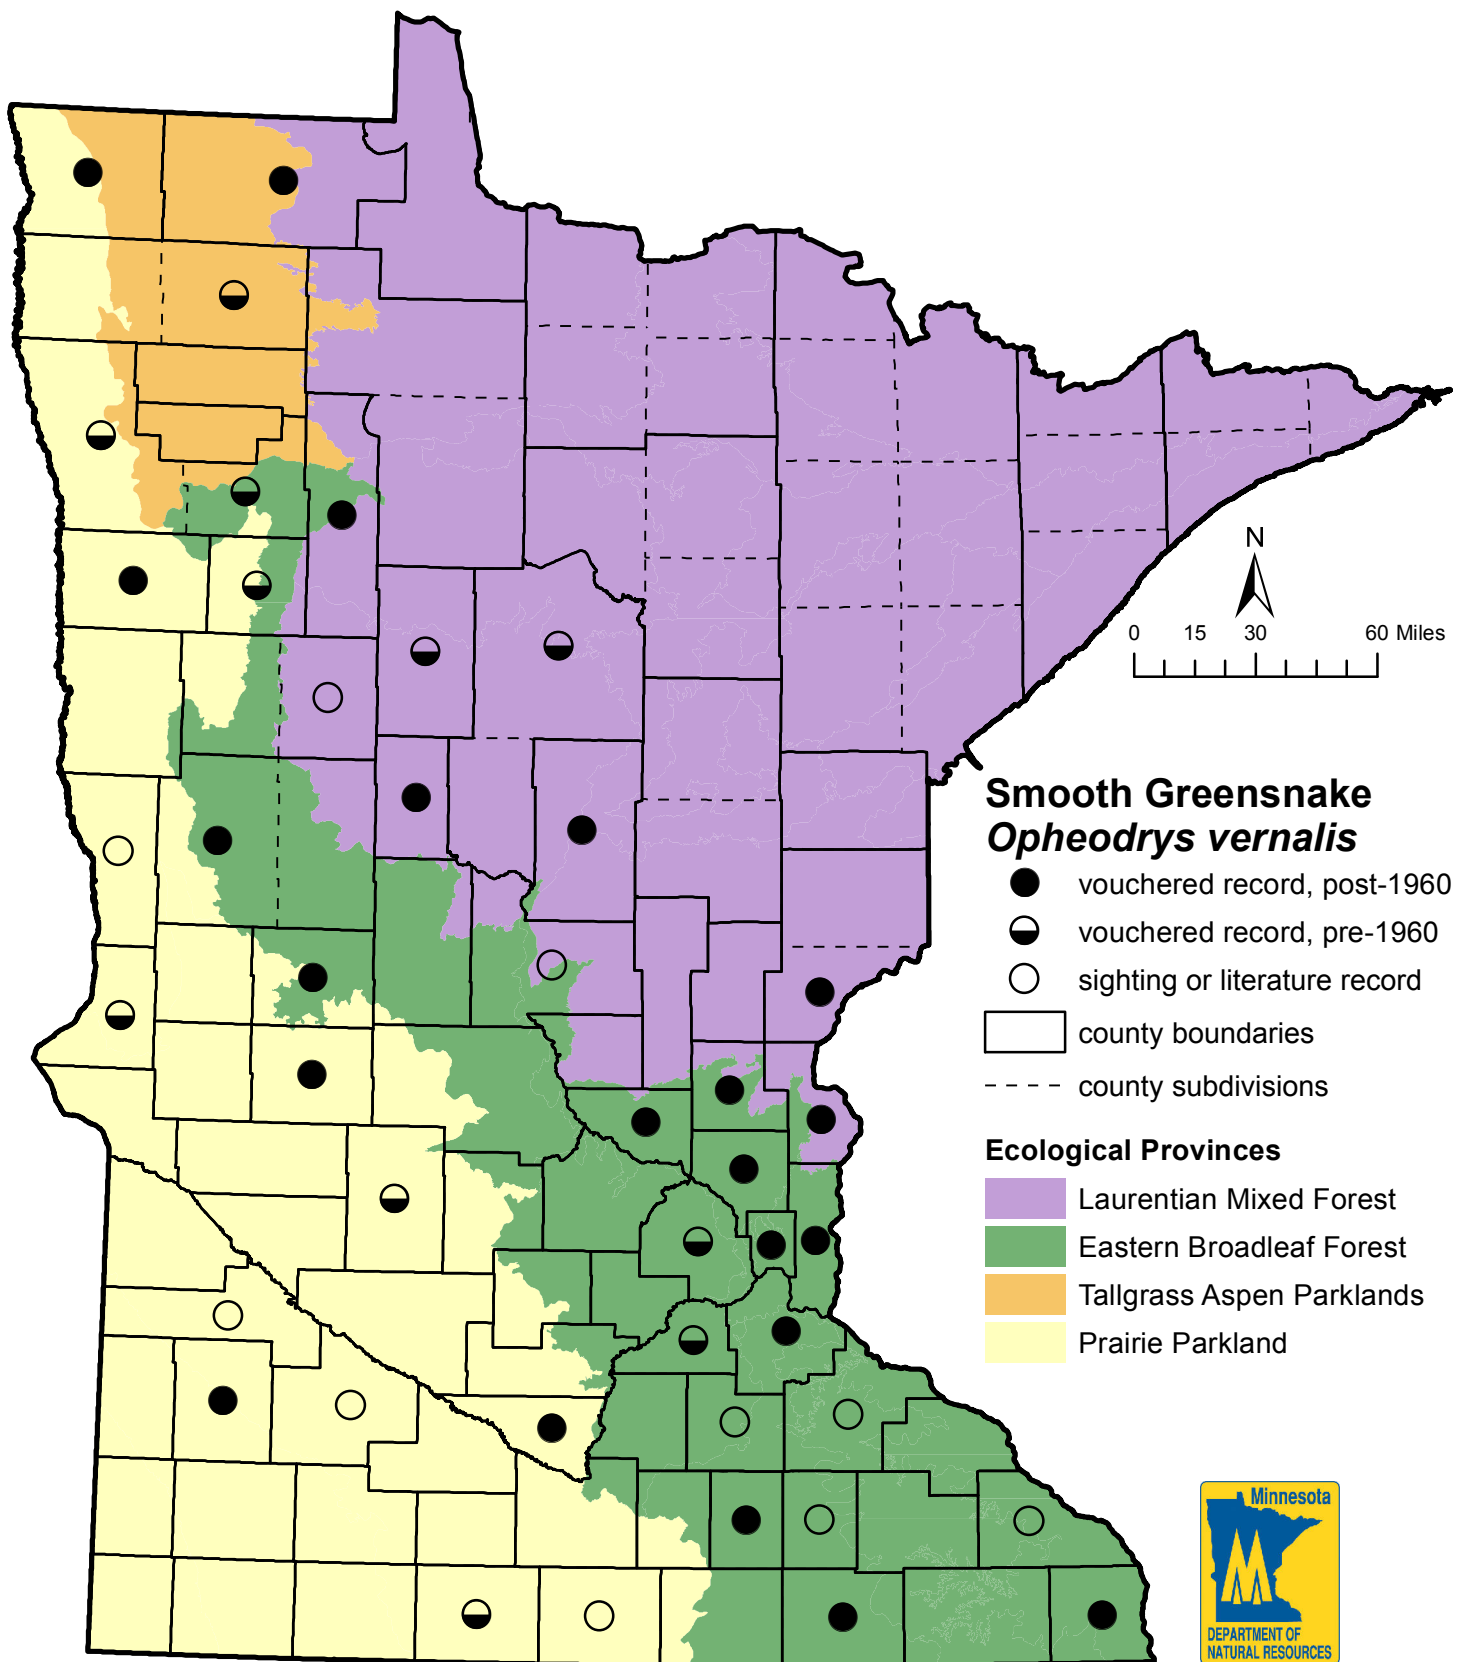 N
0 15 30 60 Miles
Smooth Greensnake
Opheodrys vernalis
vouchered record, post-1960
vouchered record, pre-1960
sighting or literature record
county boundaries
county subdivisions
Ecological Provinces
Laurentian Mixed Forest
Eastern Broadleaf Forest
Tallgrass Aspen Parklands
Prairie Parkland
Minnesota
DEPARTMENT OF
NATURAL RESOURCES